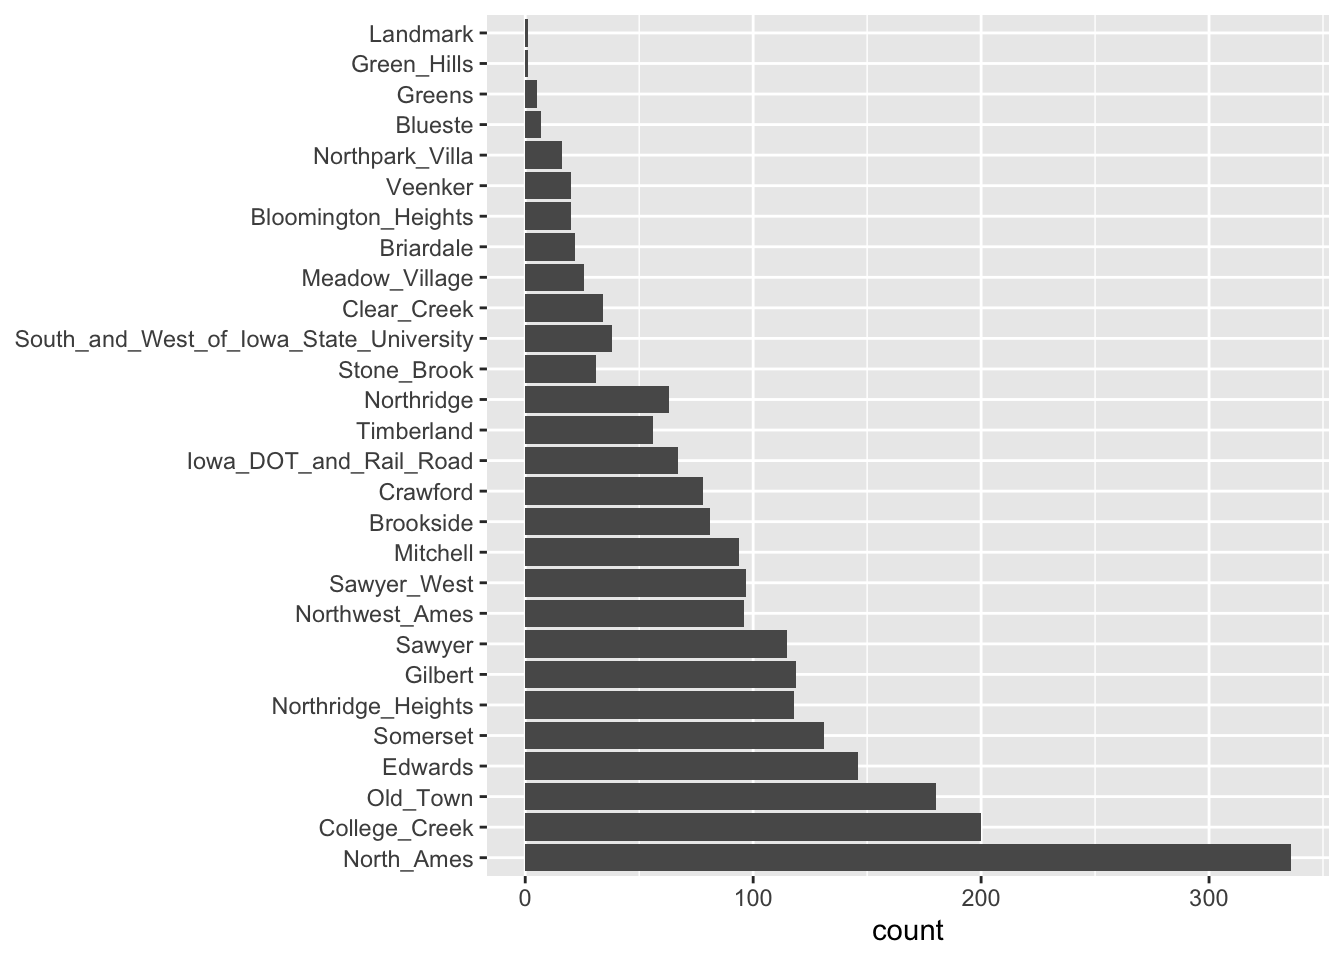 Landmark
Green_Hills
Greens
Blueste
Northpark_Villa
Veenker
Bloomington_Heights
Briardale
Meadow_Village
Clear_Creek
South_and_West_of_Iowa_State_University
Stone_Brook
Northridge
Timberland
Iowa_DOT_and_Rail_Road
Crawford
Brookside
Mitchell
Sawyer_West
Northwest_Ames
Sawyer
Gilbert
Northridge_Heights
Somerset
Edwards
Old_Town
College_Creek
North_Ames
0 100 200 300
count